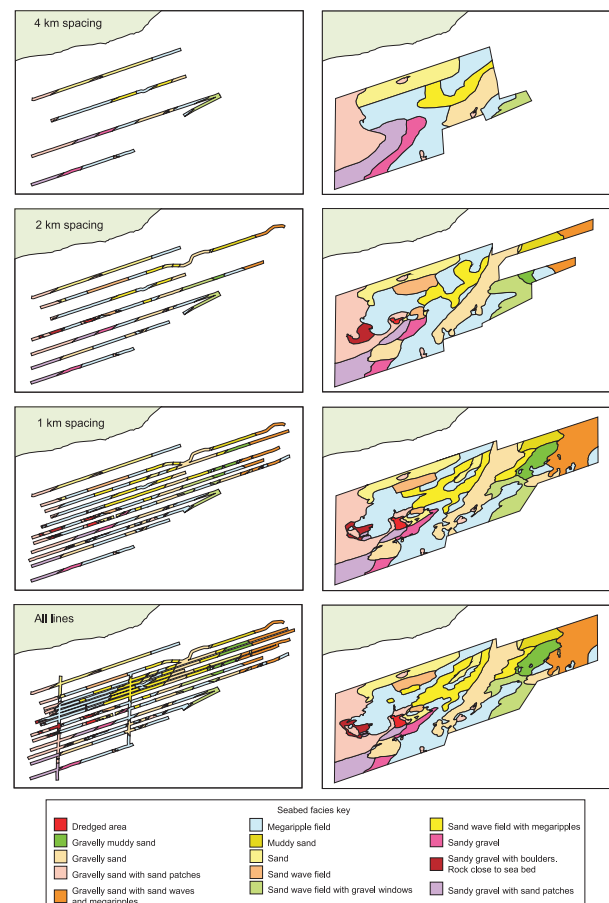 4 km spacing
2 km spacing
1 km spacing
All lines
Seabed facies key
Dredged area
Gravelly muddy sand
Gravelly sand
Gravelly sand with sand patches
Gravelly sand with sand waves
and megaripples
Megaripple field
Muddy sand
Sand
Sand wave field
Sand wave field with gravel windows
Sand wave field with megaripples
Sandy gravel
Sandy gravel with boulders.
Rock close to sea bed
Sandy gravel with sand patches